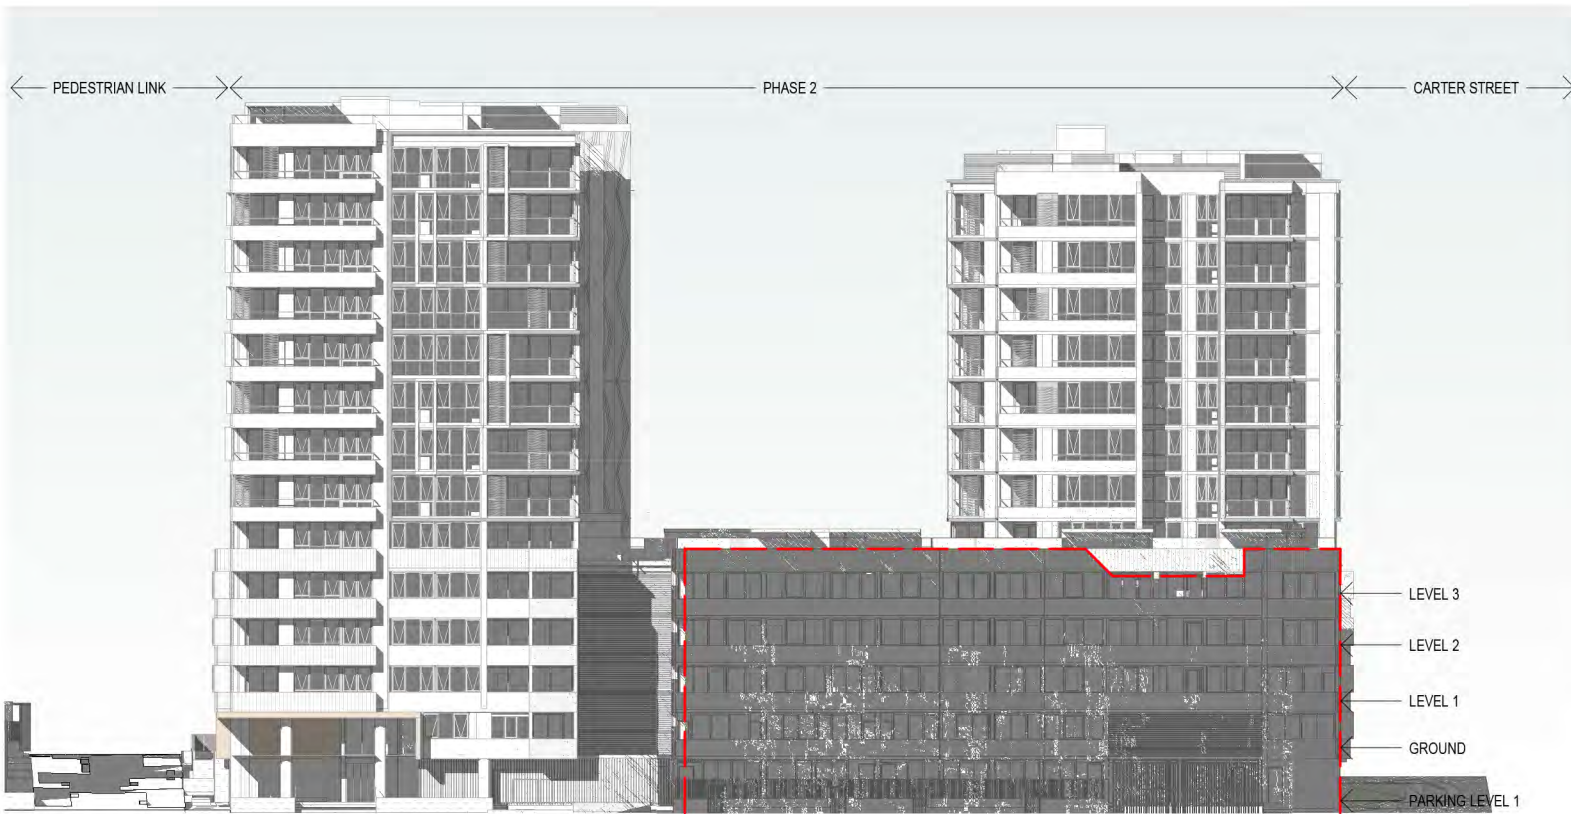 PEDESTRIAN LINK
PHASE 2
CARTER STREET
LEVEL 3
LEVEL 2
LEVEL 1
GROUND
PARKING LEVEL 1